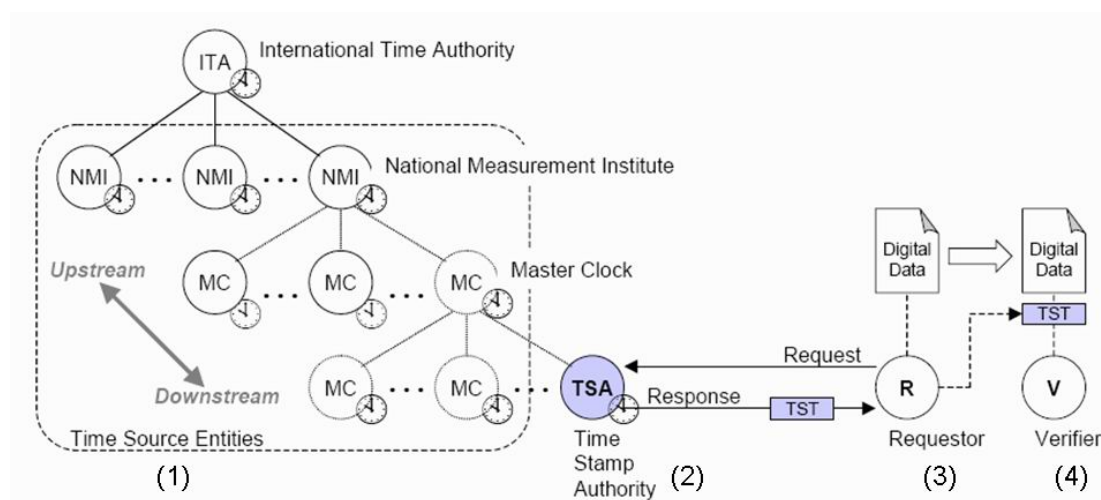 ITA
International Time Authority
NMI ... NMI ... NMI
National Measurement Institute
Upstream
MC ... MC ... MC
Master Clock
Downstream
MC ... MC ... TSA
Time Source Entities
Time
Stamp
Authority
Request
Response
TST
Digital
Data
Digital
Data
TST
R
V
Requestor
Verifier
(1)
(2)
(3)
(4)